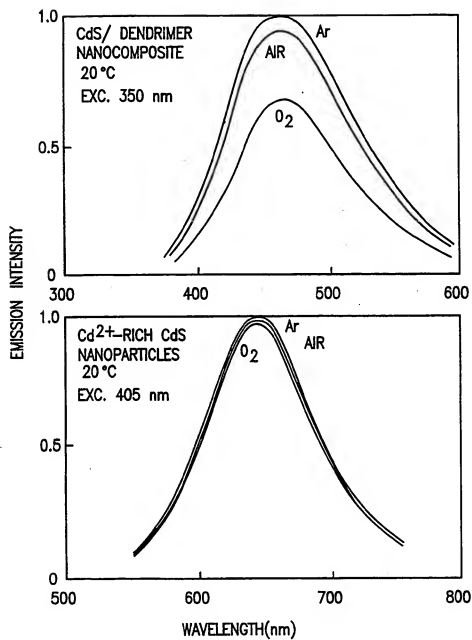 CdS/ DENDRIMER
NANOCOMPOSITE
20°C
EXC. 350 nm
Ar
AIR
O2
1.0
0.5
0
300
400
500
600
EMISSION INTENSITY
Cd2+-RICH CdS
NANOPARTICLES
20°C
EXC. 405 nm
Ar
AIR
O2
1.0
0.5
0
500
600
700
800
WAVELENGTH(nm)